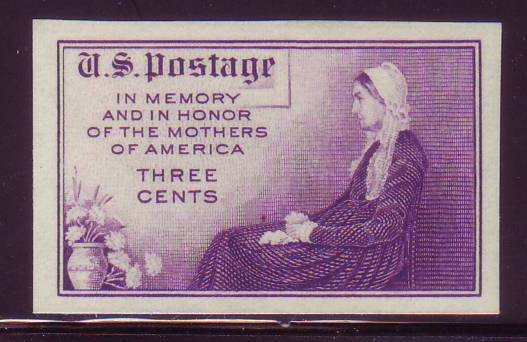 U.S. Postage
IN MEMORY
AND IN HONOR
OF THE MOTHERS
OF AMERICA
THREE
CENTS